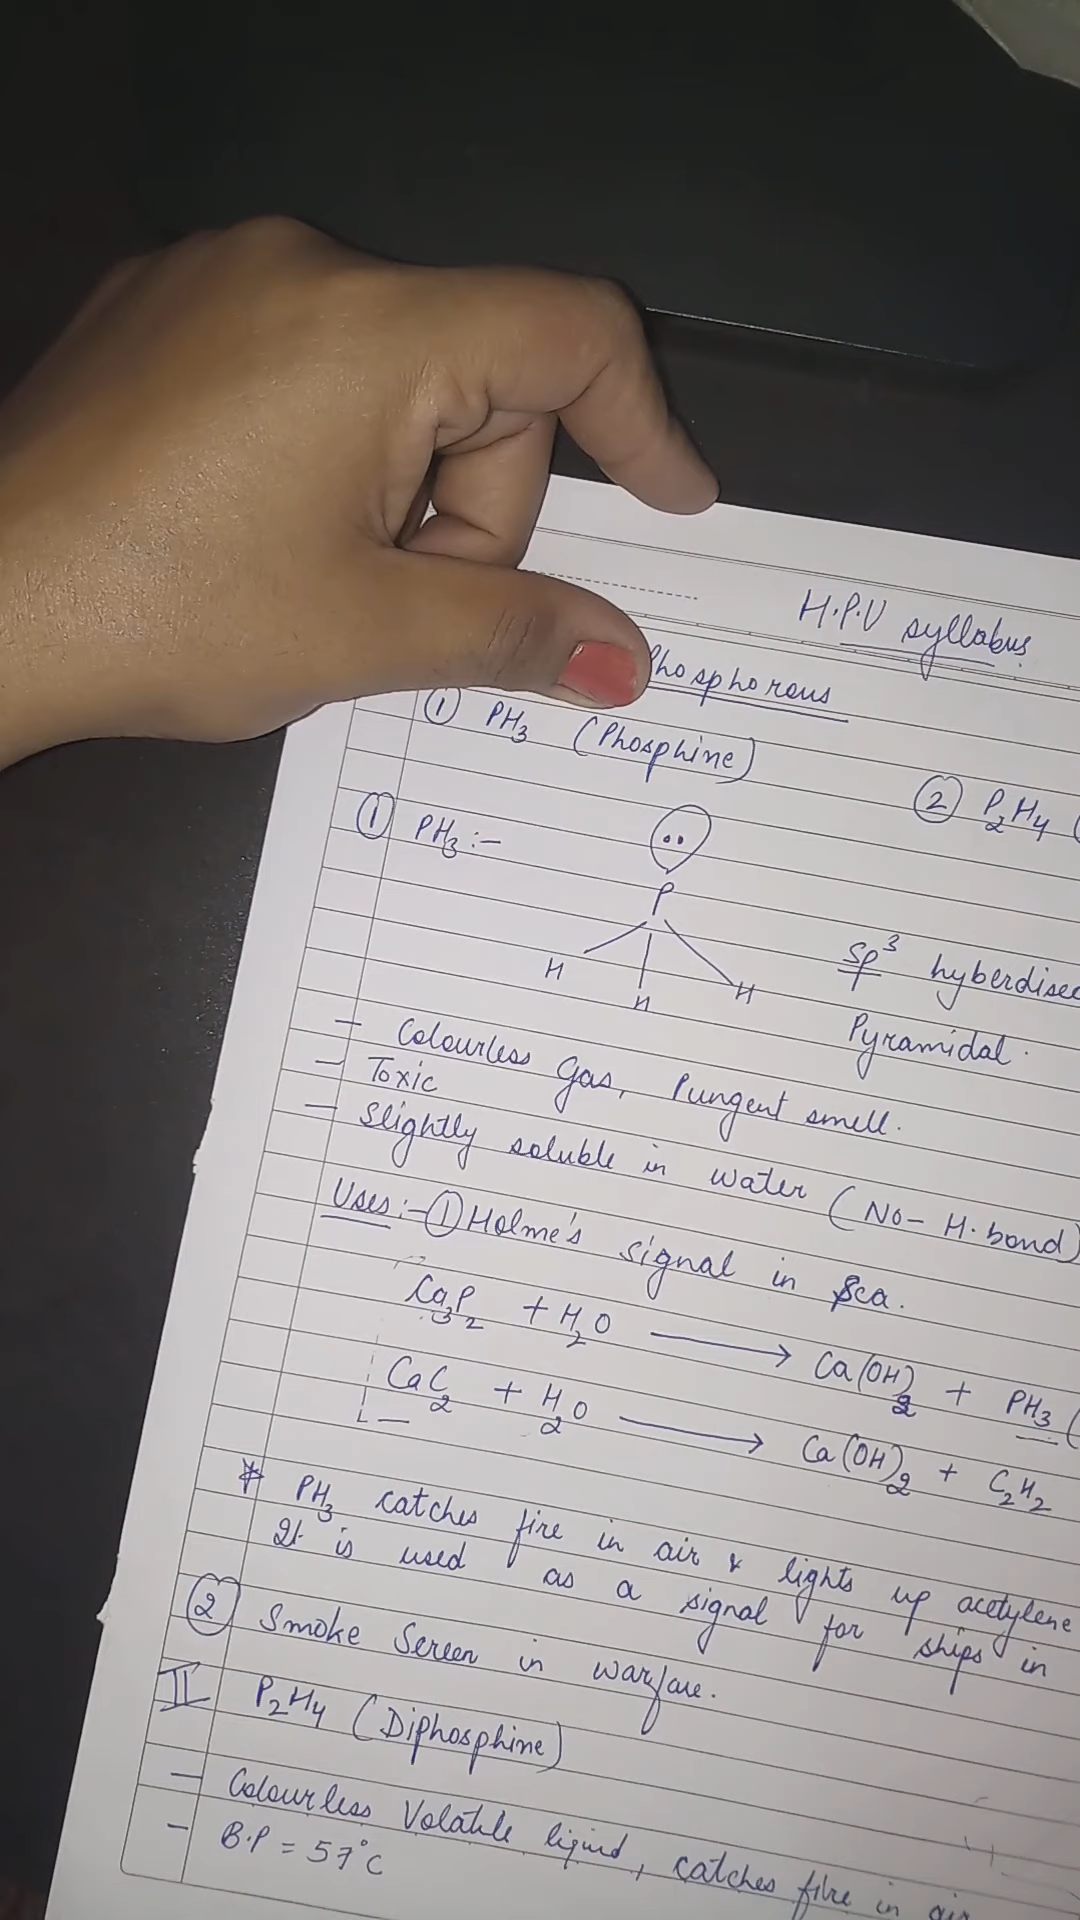 H.P.U syllabus
Phosphorous
① PH3 (Phosphine)
② P2H4 (
① PH3 :-
P
H H H
sp3 hyberdised
Pyramidal.
- Colourless gas, Pungent smell.
- Toxic
- Slightly soluble in water (No- H.bond)
Uses :- ① Holme's signal in Sea.
Ca3P2 + H2O ⟶ Ca(OH)2 + PH3 (
CaC2 + H2O ⟶ Ca(OH)2 + C2H2
* PH3 catches fire in air & lights up acetylene
It is used as a signal for ships in
② Smoke Sereen in warfare.
II P2H4 (Diphosphine)
- Colourless Volatile liquid, catches fire in air
- B.P = 57°C